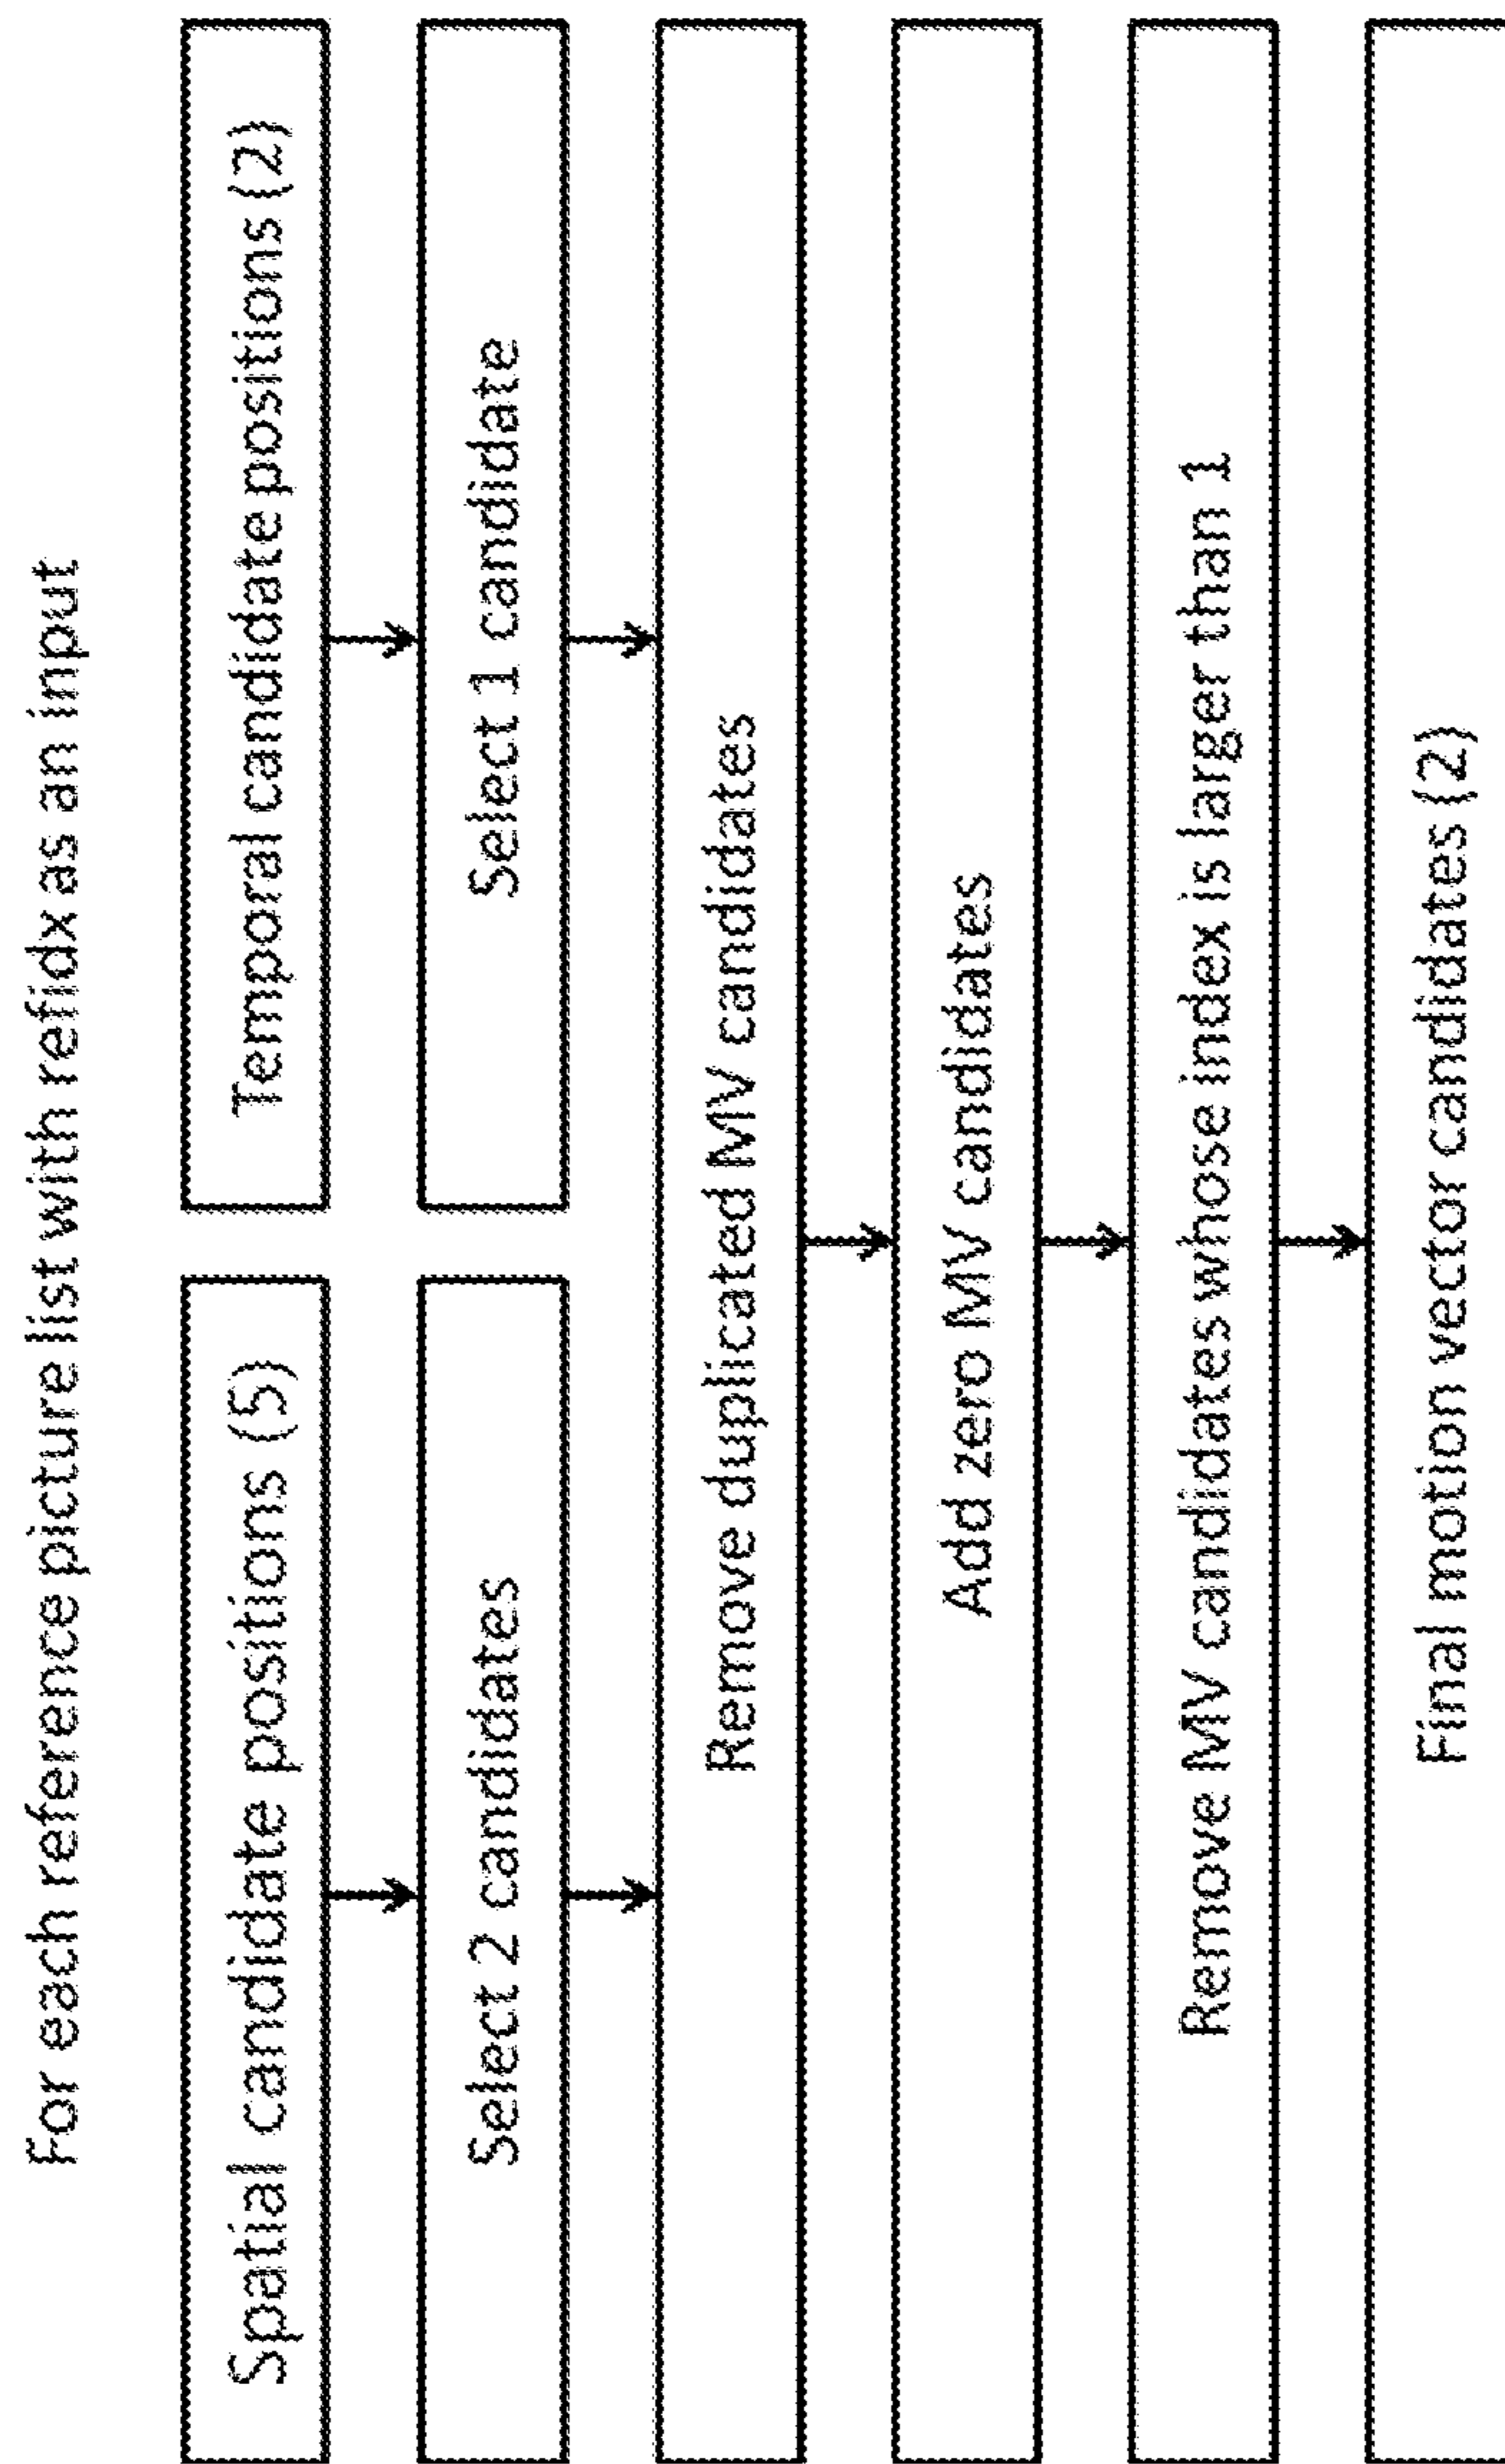 For each reference picture list with refidx as an input
Spatial candidate positions (5)
Temporal candidate positions (2)
Select 2 candidates
Select 1 candidate
Remove duplicated MV candidates
Add zero MV candidates
Remove MV candidates whose index is larger than 1
Final motion vector candidates (2)